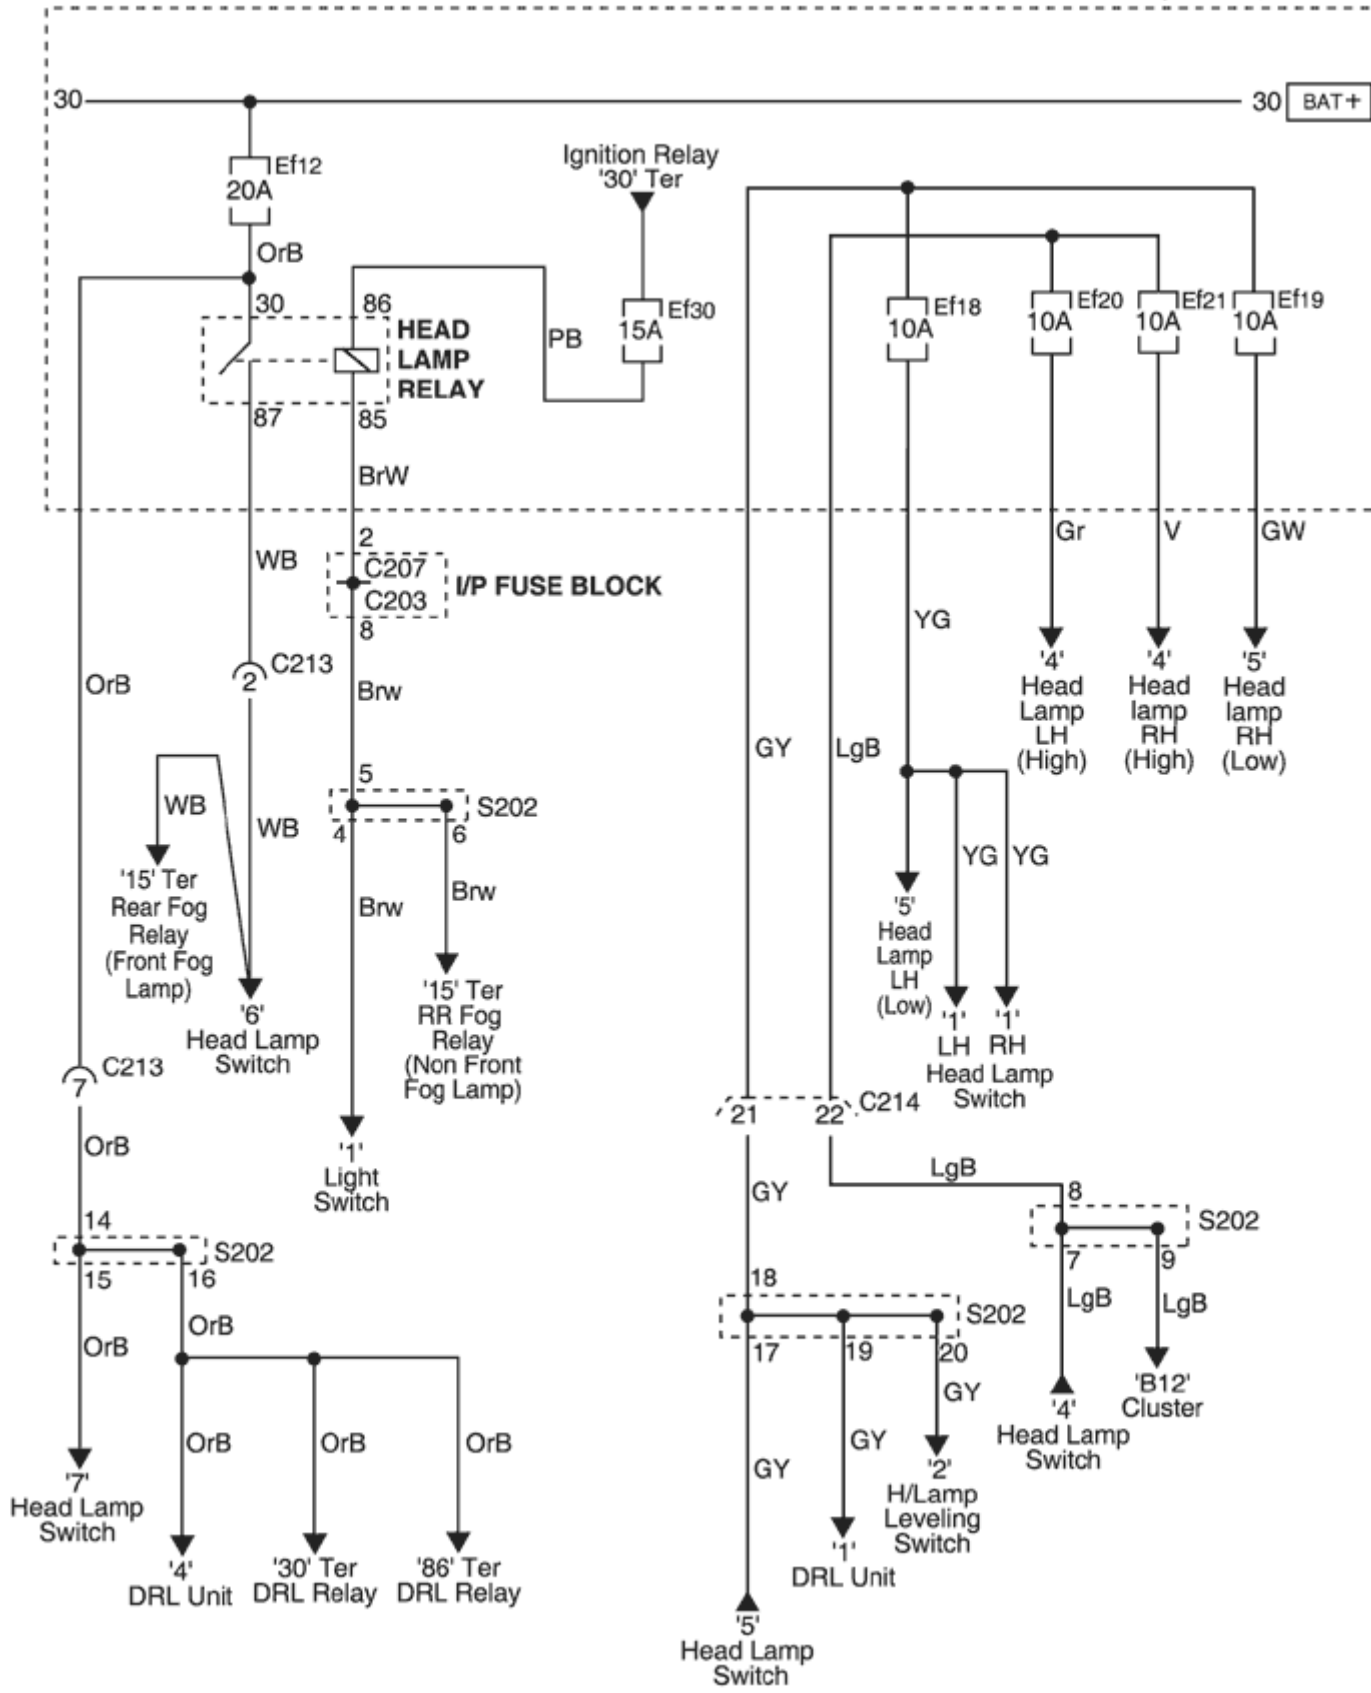 30
30
BAT+
Ef12
20A
OrB
Ignition Relay
'30' Ter
Ef30
15A
PB
30
86
HEAD
LAMP
RELAY
87
85
BrW
Ef18
10A
Ef20
10A
Ef21
10A
Ef19
10A
WB
2
C207
C203
8
I/P FUSE BLOCK
Gr
V
GW
YG
C213
2
OrB
Brw
'4'
Head
Lamp
LH
(High)
'4'
Head
lamp
RH
(High)
'5'
Head
lamp
RH
(Low)
GY
LgB
WB
WB
5
S202
4
6
Brw
Brw
YG
YG
'15' Ter
Rear Fog
Relay
(Front Fog
Lamp)
'6'
Head Lamp
Switch
'15' Ter
RR Fog
Relay
(Non Front
Fog Lamp)
'5'
Head
Lamp
LH
(Low)
'1'
LH
'1'
RH
Head Lamp
Switch
C213
7
'1'
Light
Switch
21
22
C214
OrB
GY
LgB
14
S202
15
16
8
S202
7
9
OrB
OrB
18
S202
17
19
20
LgB
LgB
'4'
Head Lamp
Switch
'B12'
Cluster
OrB
OrB
OrB
GY
GY
GY
'7'
Head Lamp
Switch
'4'
DRL Unit
'30' Ter
DRL Relay
'86' Ter
DRL Relay
'2'
H/Lamp
Leveling
Switch
'1'
DRL Unit
'5'
Head Lamp
Switch